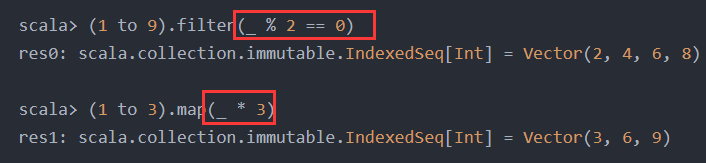 scala> (1 to 9).filter(_ % 2 == 0)
res0: scala.collection.immutable.IndexedSeq[Int] = Vector(2, 4, 6, 8)
scala> (1 to 3).map(_ * 3)
res1: scala.collection.immutable.IndexedSeq[Int] = Vector(3, 6, 9)